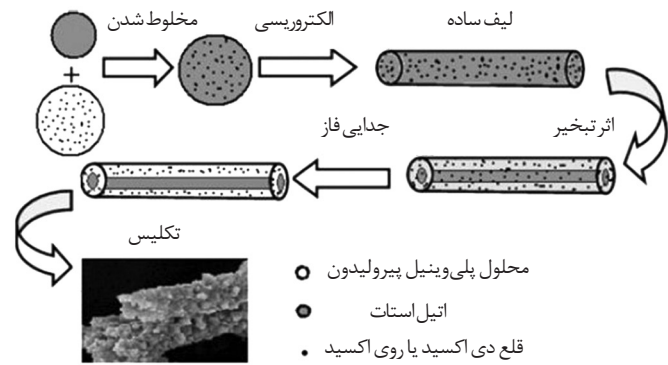 مخلوط شدن
الکتروریسی
لیف ساده
+
اثر تبخیر
جدایی فاز
تکلیس
محلول پلی‌وینیل پیرولیدون
اتیل استات
قلع دی اکسید یا روی اکسید